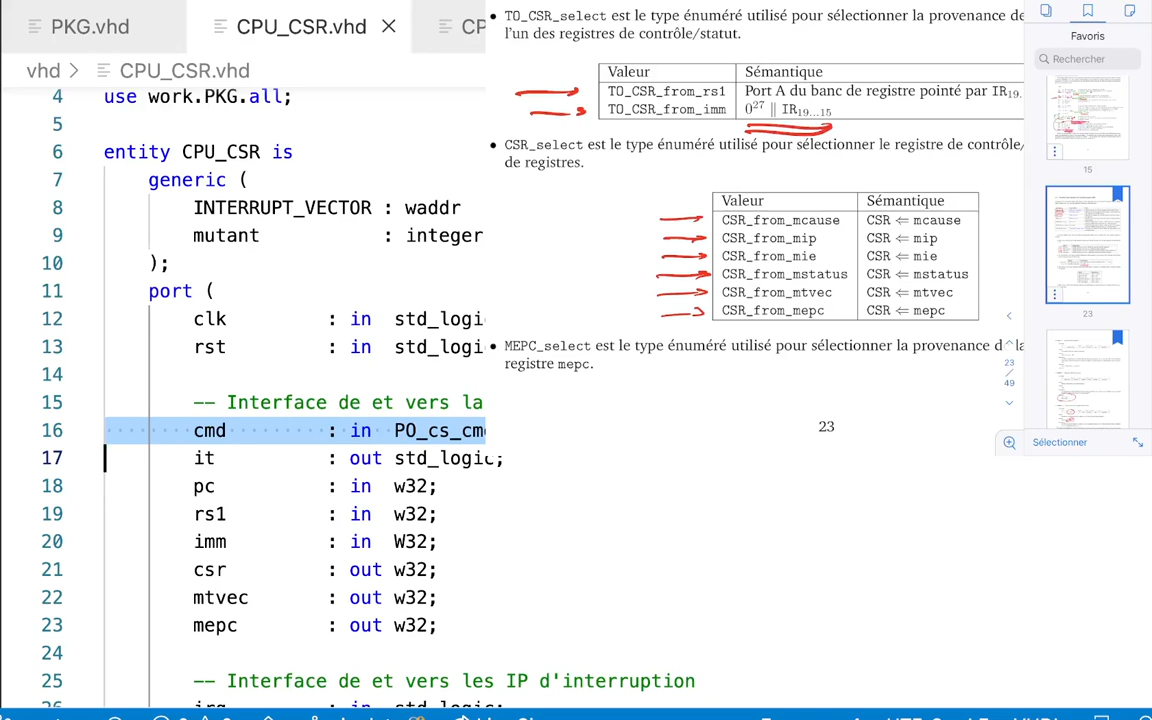 PKG.vhd
CPU_CSR.vhd
vhd
CPU_CSR.vhd
4 use work.PKG.all;
5
6 entity CPU_CSR is
7 generic (
8 INTERRUPT_VECTOR : waddr
9 mutant : integer
10 );
11 port (
12 clk : in std_logi
13 rst : in std_logi
14
15 -- Interface de et vers la
16 cmd : in PO_cs_cm
17 it : out std_logic;
18 pc : in w32;
19 rs1 : in w32;
20 imm : in W32;
21 csr : out w32;
22 mtvec : out w32;
23 mepc : out w32;
24
25 -- Interface de et vers les IP d'interruption
• TO_CSR_select est le type énuméré utilisé pour sélectionner la provenance de
l'un des registres de contrôle/statut.
Valeur Sémantique
TO_CSR_from_rs1 Port A du banc de registre pointé par IR19.
TO_CSR_from_imm 0^27 ‖ IR19...15
• CSR_select est le type énuméré utilisé pour sélectionner le registre de contrôle/
de registres.
Valeur Sémantique
CSR_from_mcause CSR ⇐ mcause
CSR_from_mip CSR ⇐ mip
CSR_from_mie CSR ⇐ mie
CSR_from_mstatus CSR ⇐ mstatus
CSR_from_mtvec CSR ⇐ mtvec
CSR_from_mepc CSR ⇐ mepc
• MEPC_select est le type énuméré utilisé pour sélectionner la provenance d la
registre mepc.
23
Favoris
Rechercher
15
23
23
/
49
Sélectionner